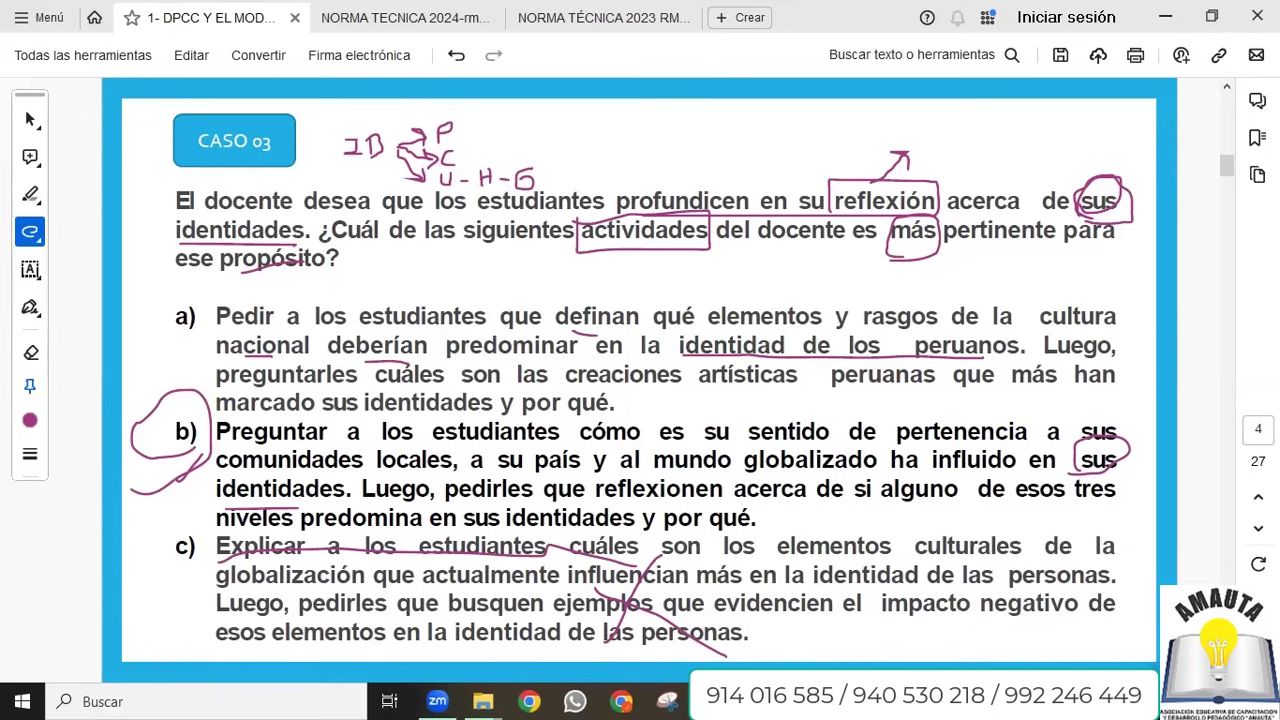 Menú
1- DPCC Y EL MOD...
NORMA TECNICA 2024-rm...
NORMA TÉCNICA 2023 RM...
Crear
Iniciar sesión
Todas las herramientas
Editar
Convertir
Firma electrónica
Buscar texto o herramientas
CASO 03
ID
P
C
U - H - G
El docente desea que los estudiantes profundicen en su reflexión acerca de sus
identidades. ¿Cuál de las siguientes actividades del docente es más pertinente para
ese propósito?
a) Pedir a los estudiantes que definan qué elementos y rasgos de la cultura
nacional deberían predominar en la identidad de los peruanos. Luego,
preguntarles cuáles son las creaciones artísticas peruanas que más han
marcado sus identidades y por qué.
b) Preguntar a los estudiantes cómo es su sentido de pertenencia a sus
comunidades locales, a su país y al mundo globalizado ha influido en sus
identidades. Luego, pedirles que reflexionen acerca de si alguno de esos tres
niveles predomina en sus identidades y por qué.
c) Explicar a los estudiantes cuáles son los elementos culturales de la
globalización que actualmente influencian más en la identidad de las personas.
Luego, pedirles que busquen ejemplos que evidencien el impacto negativo de
esos elementos en la identidad de las personas.
4
27
AMAUTA
ASOCIACIÓN EDUCATIVA DE CAPACITACIÓN
Y DESARROLLO PEDAGÓGICO "AMAUTA"
914 016 585 / 940 530 218 / 992 246 449
Buscar
zm